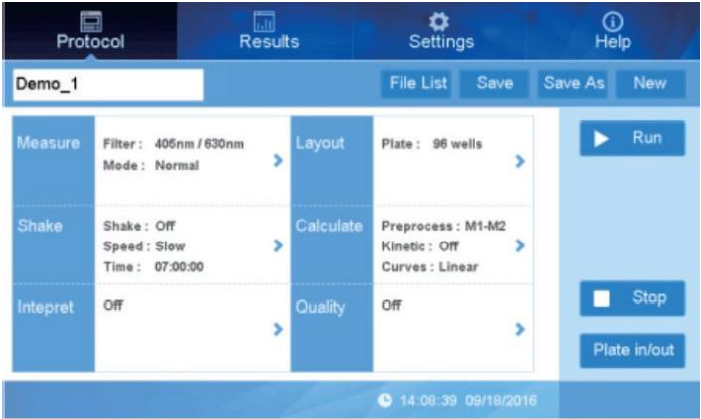 Protocol
Results
Settings
Help
Demo_1
File List
Save
Save As
New
Measure
Filter : 405nm / 630nm
Mode : Normal
Layout
Plate : 96 wells
Run
Shake
Shake : Off
Speed : Slow
Time : 07:00:00
Calculate
Preprocess : M1-M2
Kinetic : Off
Curves : Linear
Intepret
Off
Quality
Off
Stop
Plate in/out
14:08:39 09/18/2016